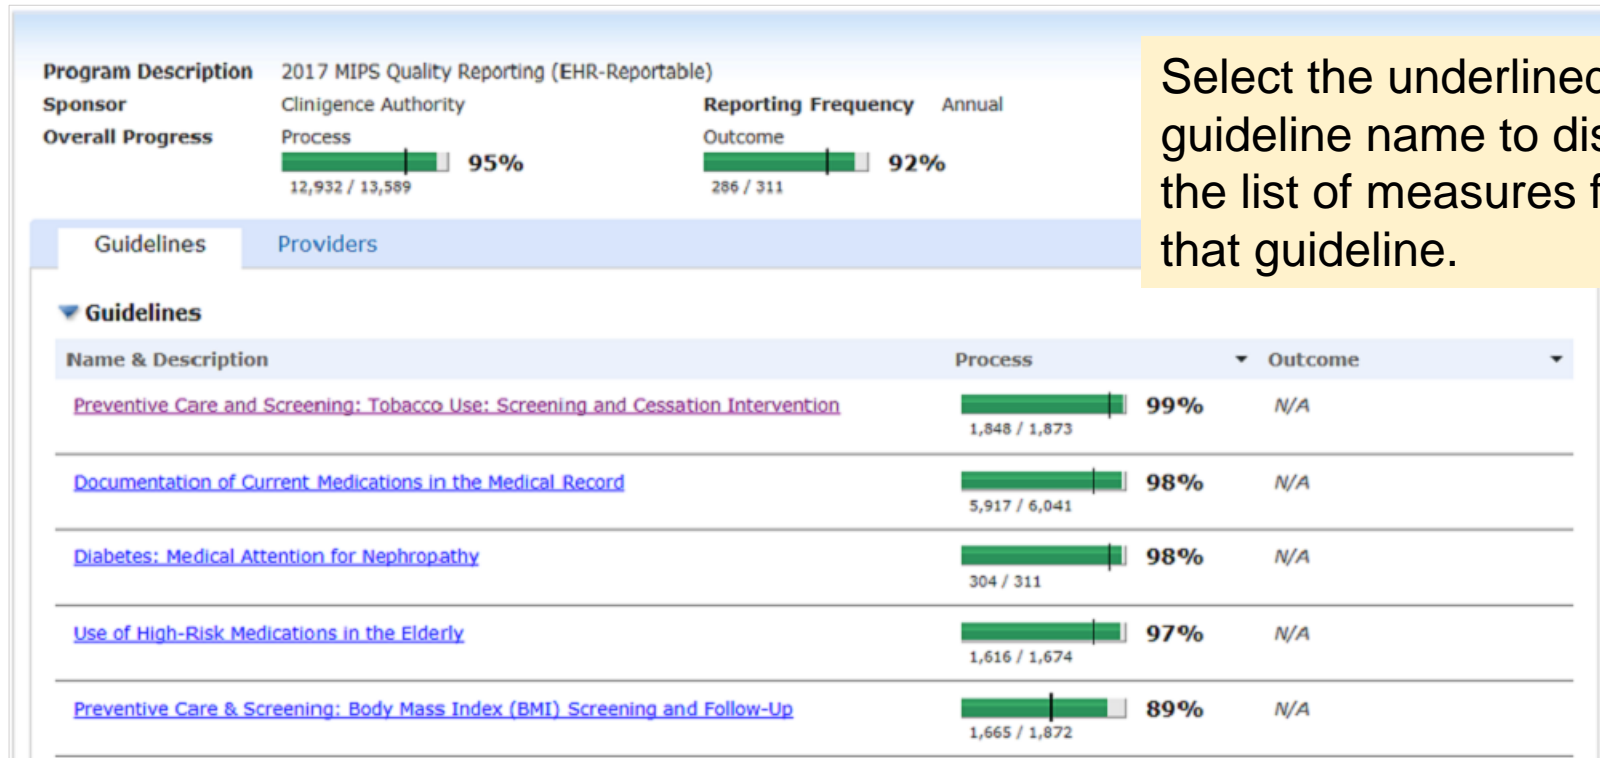 Program Description 2017 MIPS Quality Reporting (EHR-Reportable)
Sponsor Clinigence Authority Reporting Frequency Annual
Overall Progress Process Outcome
95% 92%
12,932 / 13,589 286 / 311
Select the underlined
guideline name to dis
the list of measures f
that guideline.
Guidelines Providers
Guidelines
Name & Description Process Outcome
Preventive Care and Screening: Tobacco Use: Screening and Cessation Intervention 99% N/A
1,848 / 1,873
Documentation of Current Medications in the Medical Record 98% N/A
5,917 / 6,041
Diabetes: Medical Attention for Nephropathy 98% N/A
304 / 311
Use of High-Risk Medications in the Elderly 97% N/A
1,616 / 1,674
Preventive Care & Screening: Body Mass Index (BMI) Screening and Follow-Up 89% N/A
1,665 / 1,872